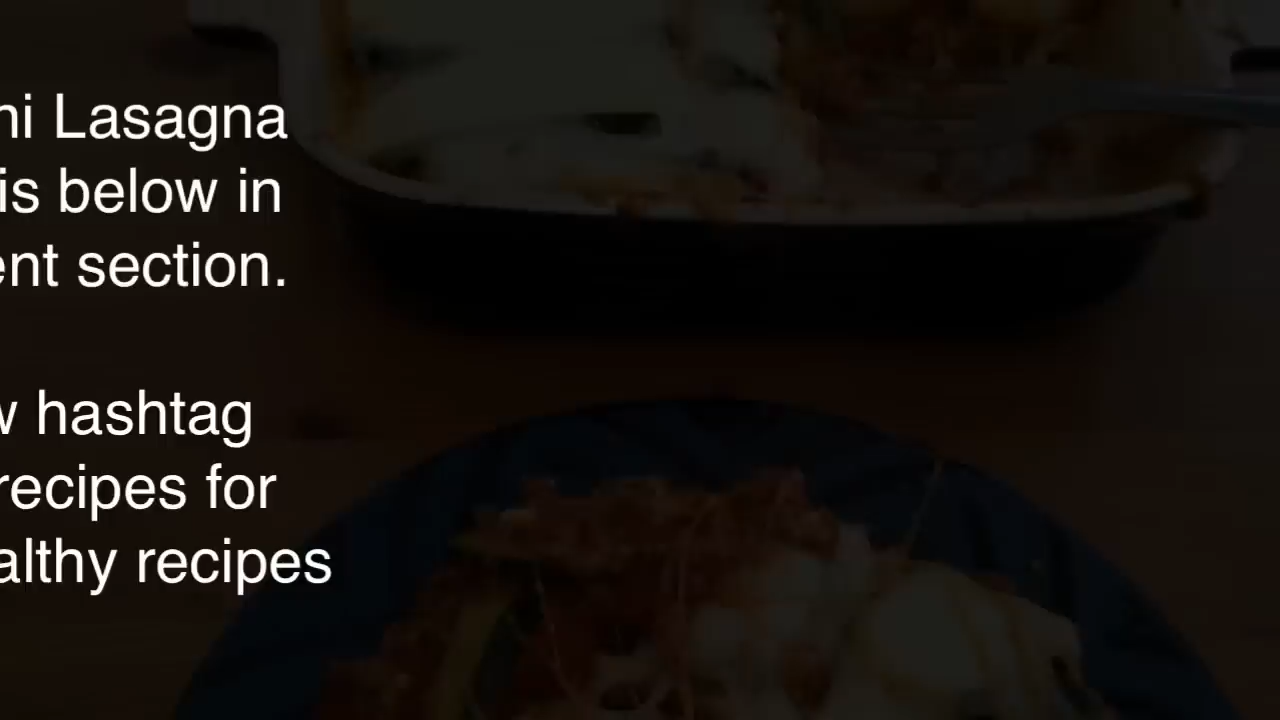 ni Lasagna
is below in
ent section.
w hashtag
recipes for
althy recipes